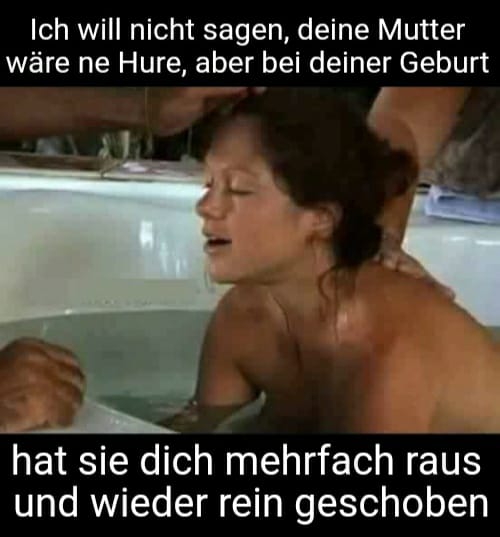 Ich will nicht sagen, deine Mutter
wäre ne Hure, aber bei deiner Geburt
hat sie dich mehrfach raus
und wieder rein geschoben